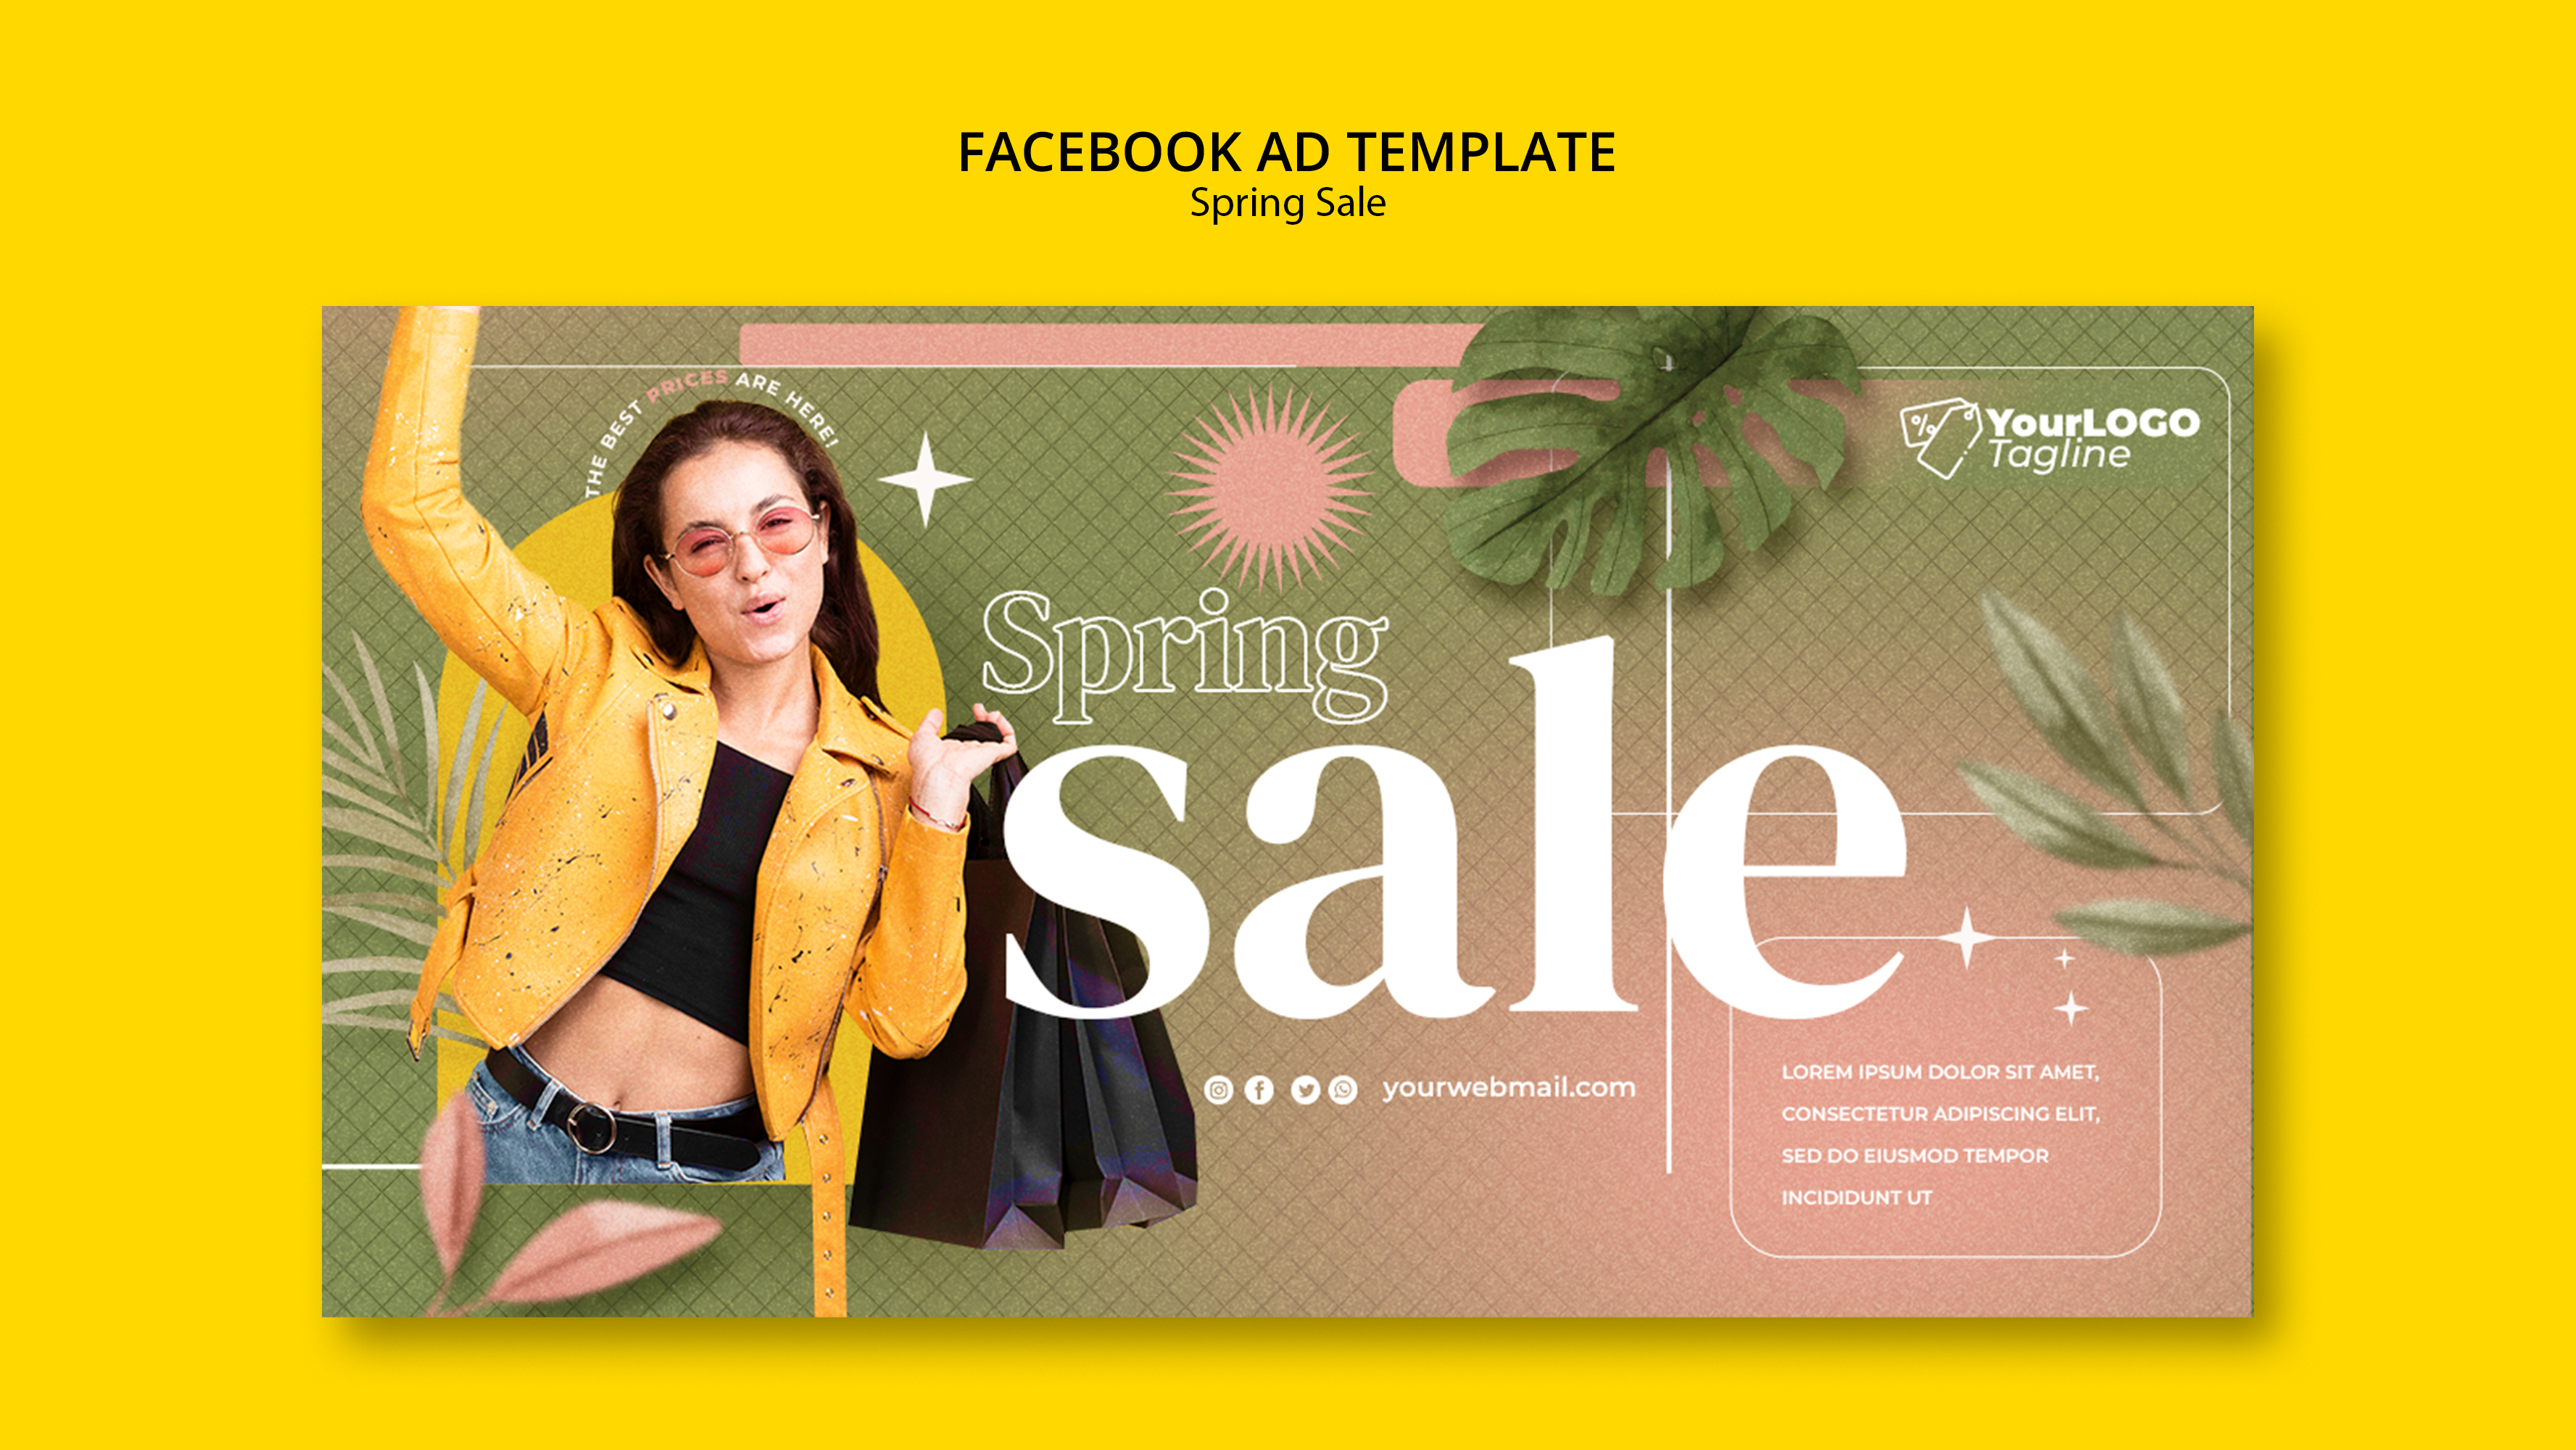 FACEBOOK AD TEMPLATE
Spring Sale
THE BEST PRICES ARE HERE!
YourLOGO
Tagline
%
Spring
sale
yourwebmail.com
LOREM IPSUM DOLOR SIT AMET,
CONSECTETUR ADIPISCING ELIT,
SED DO EIUSMOD TEMPOR
INCIDIDUNT UT